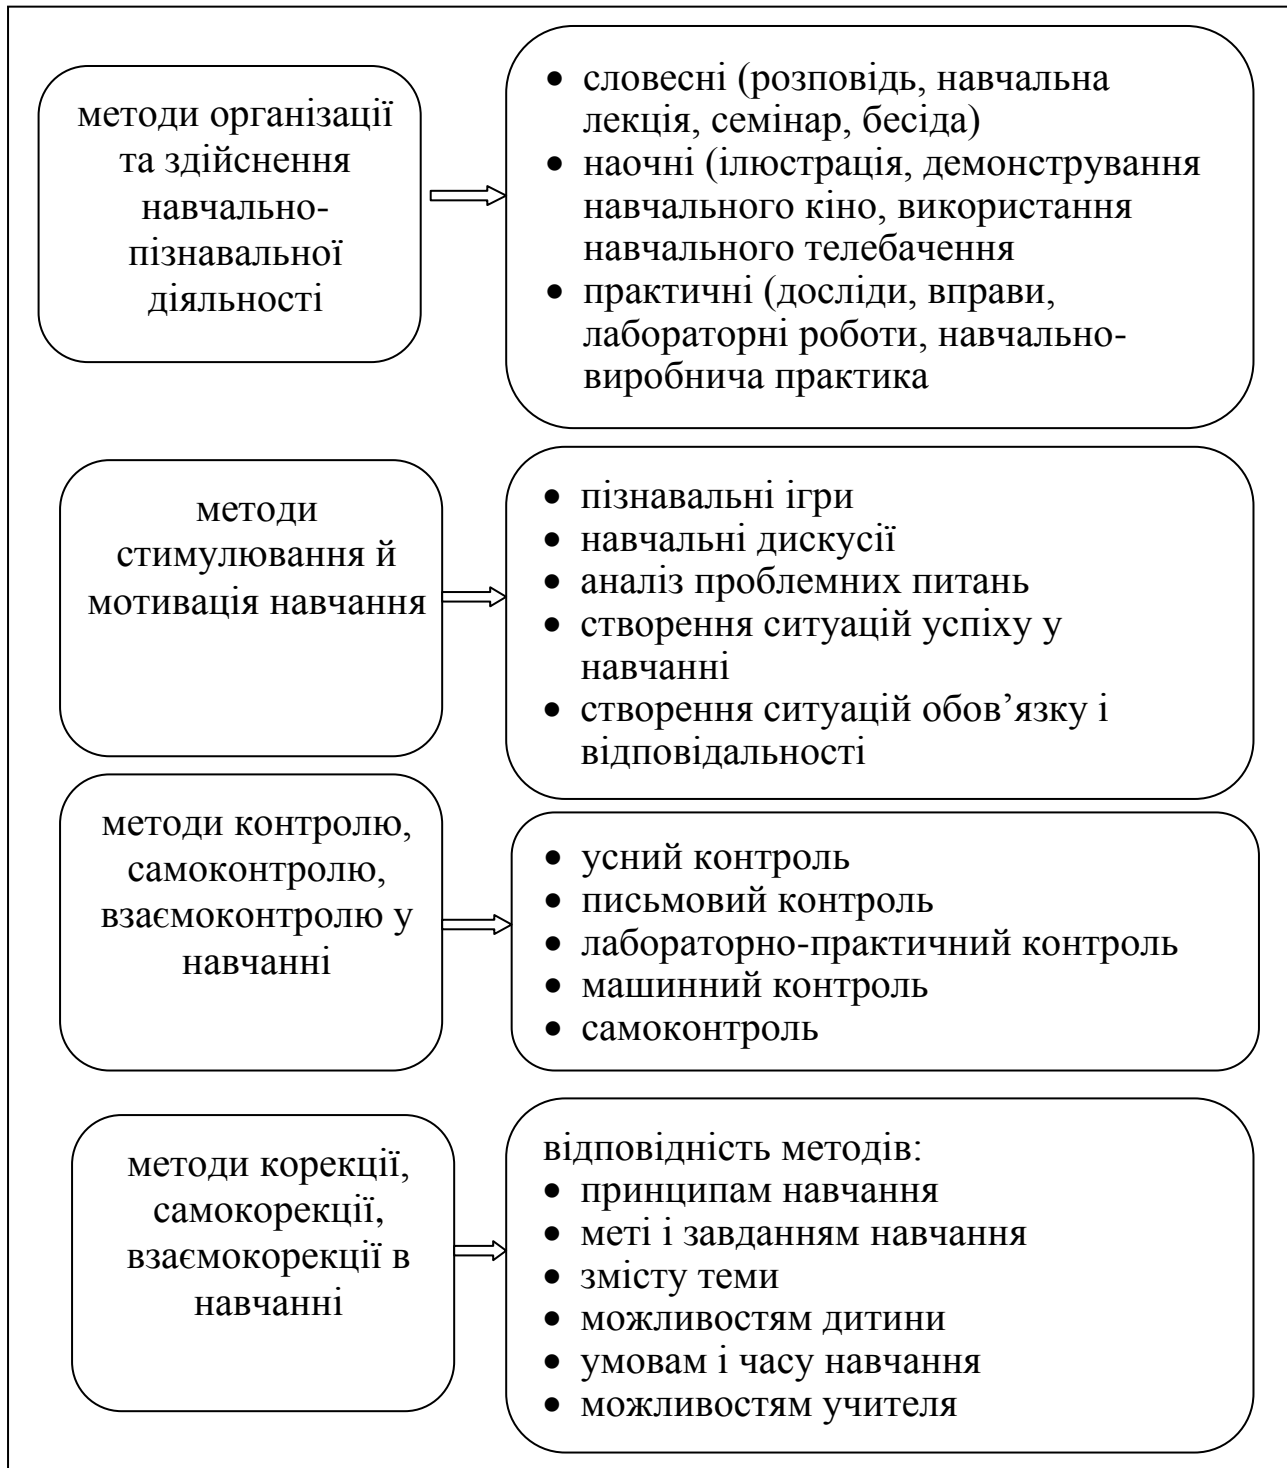 методи організації
та здійснення
навчально-
пізнавальної
діяльності
• словесні (розповідь, навчальна
лекція, семінар, бесіда)
• наочні (ілюстрація, демонстрування
навчального кіно, використання
навчального телебачення
• практичні (досліди, вправи,
лабораторні роботи, навчально-
виробнича практика
методи
стимулювання й
мотивація навчання
• пізнавальні ігри
• навчальні дискусії
• аналіз проблемних питань
• створення ситуацій успіху у
навчанні
• створення ситуацій обов’язку і
відповідальності
методи контролю,
самоконтролю,
взаємоконтролю у
навчанні
• усний контроль
• письмовий контроль
• лабораторно-практичний контроль
• машинний контроль
• самоконтроль
методи корекції,
самокорекції,
взаємокорекції в
навчанні
відповідність методів:
• принципам навчання
• меті і завданням навчання
• змісту теми
• можливостям дитини
• умовам і часу навчання
• можливостям учителя